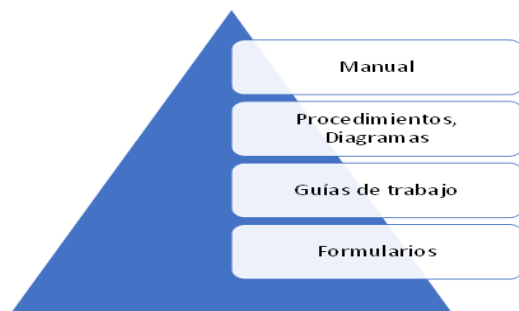 Manual
Procedimientos,
Diagramas
Guías de trabajo
Formularios